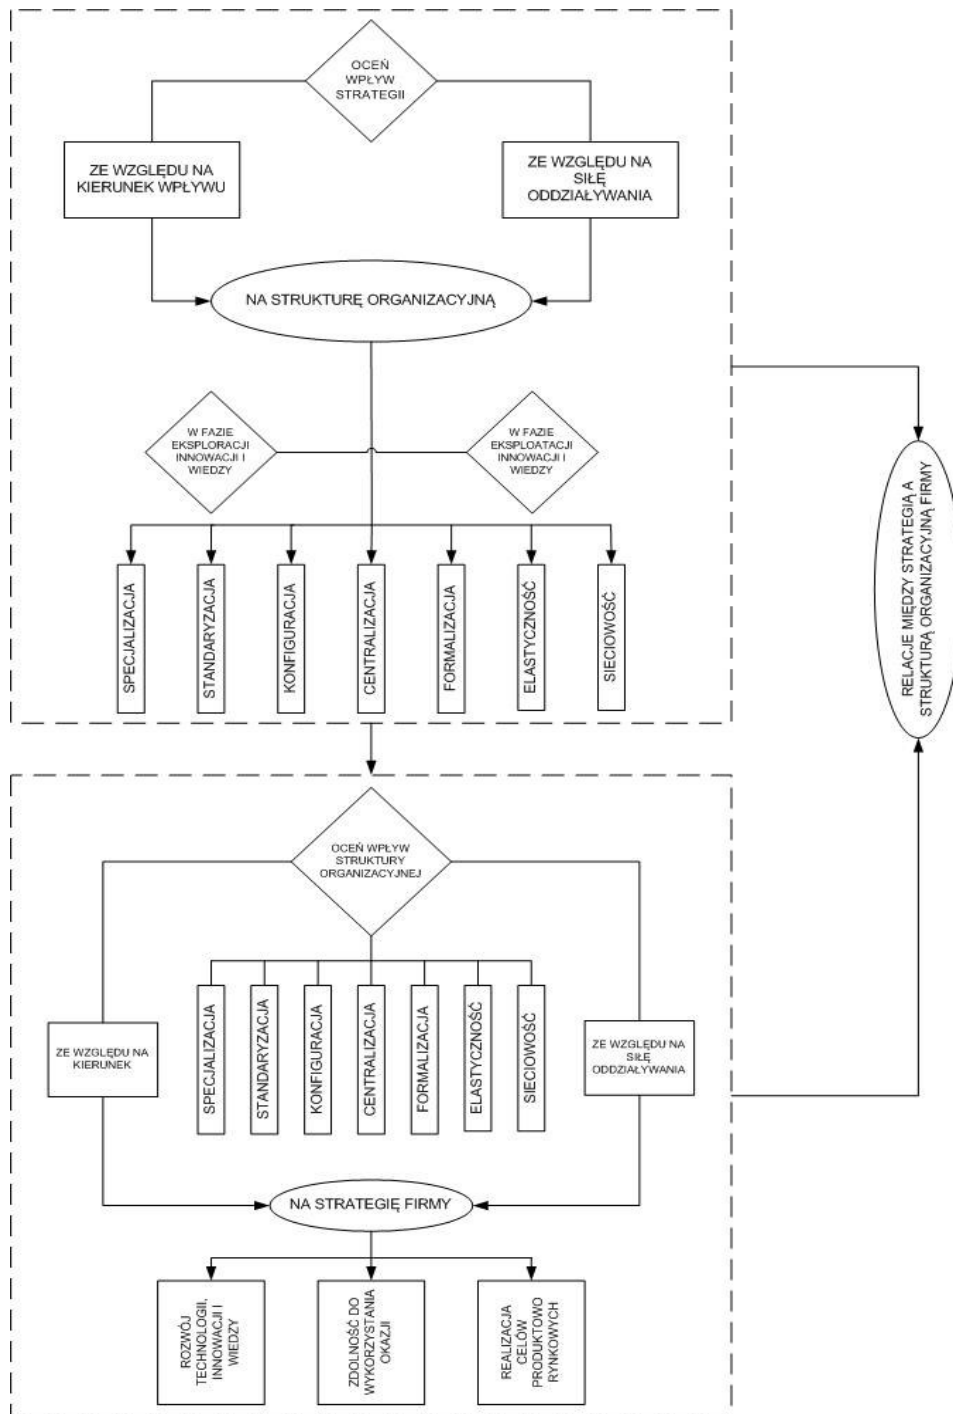 OCEŃ
WPŁYW
STRATEGII
ZE WZGLĘDU NA
KIERUNEK WPŁYWU
ZE WZGLĘDU NA
SIŁĘ
ODDZIAŁYWANIA
NA STRUKTURĘ ORGANIZACYJNĄ
W FAZIE
EKSPLORACJI
INNOWACJI I
WIEDZY
W FAZIE
EKSPLOATACJI
INNOWACJI I
WIEDZY
SPECJALIZACJA
STANDARYZACJA
KONFIGURACJA
CENTRALIZACJA
FORMALIZACJA
ELASTYCZNOŚĆ
SIECIOWOŚĆ
RELACJE MIĘDZY STRATEGIĄ A
STRUKTURĄ ORGANIZACYJNĄ FIRMY
OCEŃ WPŁYW
STRUKTURY
ORGANIZACYJNEJ
ZE WZGLĘDU NA
KIERUNEK
SPECJALIZACJA
STANDARYZACJA
KONFIGURACJA
CENTRALIZACJA
FORMALIZACJA
ELASTYCZNOŚĆ
SIECIOWOŚĆ
ZE WZGLĘDU NA
SIŁĘ
ODDZIAŁYWANIA
NA STRATEGIĘ FIRMY
ROZWÓJ
TECHNOLOGII,
INNOWACJI I
WIEDZY
ZDOLNOŚĆ DO
WYKORZYSTANIA
OKAZJI
REALIZACJA
CELÓW
PRODUKTOWO
RYNKOWYCH